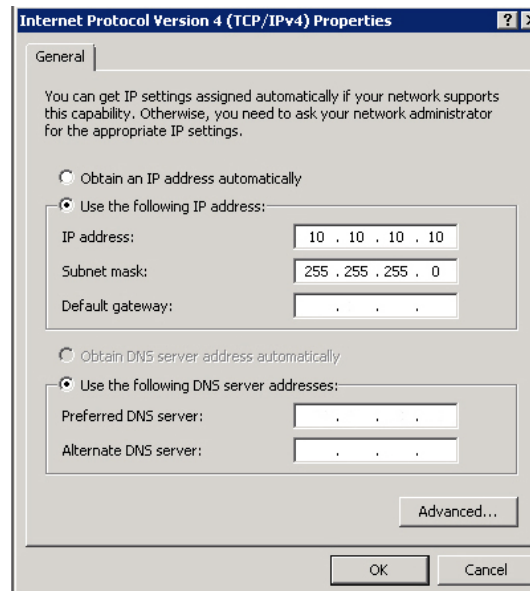 Internet Protocol Version 4 (TCP/IPv4) Properties
General
You can get IP settings assigned automatically if your network supports
this capability. Otherwise, you need to ask your network administrator
for the appropriate IP settings.
Obtain an IP address automatically
Use the following IP address:
IP address: 10 . 10 . 10 . 10
Subnet mask: 255 . 255 . 255 . 0
Default gateway: . . .
Obtain DNS server address automatically
Use the following DNS server addresses:
Preferred DNS server: . . .
Alternate DNS server: . . .
Advanced...
OK Cancel